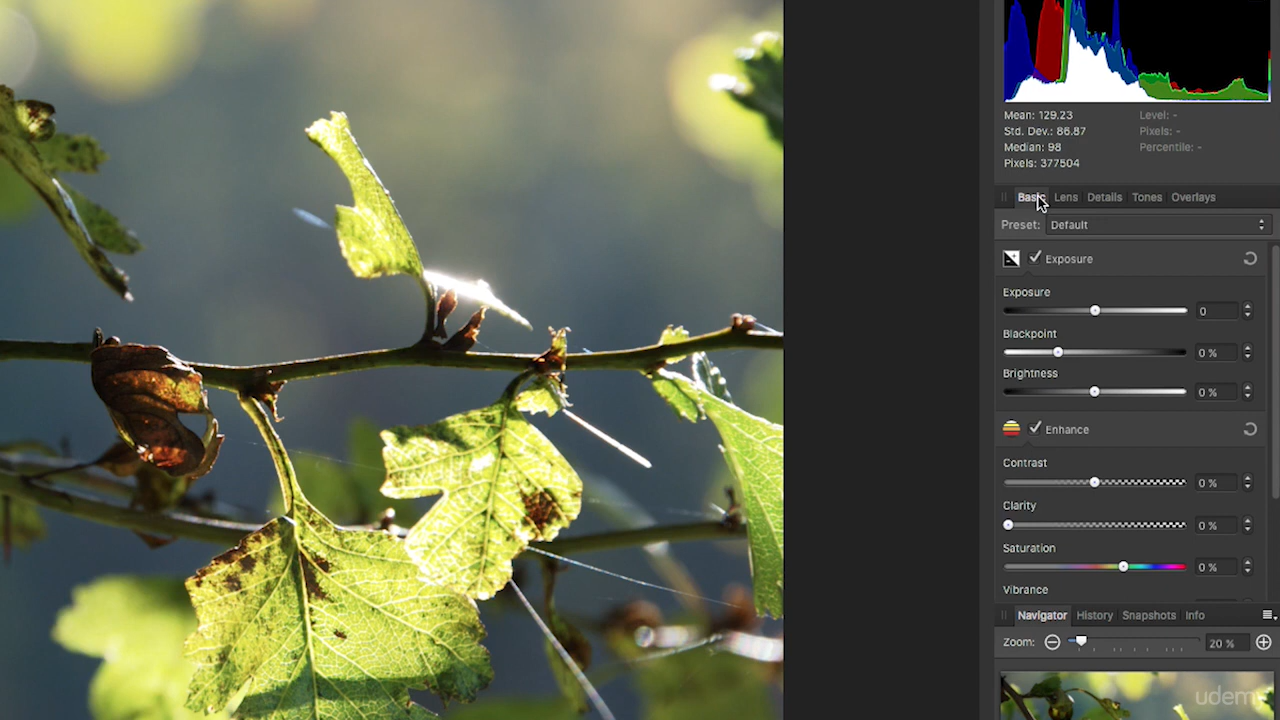 Mean: 129.23 Level: -
Std. Dev.: 86.87 Pixels: -
Median: 98 Percentile: -
Pixels: 377504
Basic Lens Details Tones Overlays
Preset: Default
Exposure
Exposure
0
Blackpoint
0 %
Brightness
0 %
Enhance
Contrast
0 %
Clarity
0 %
Saturation
0 %
Vibrance
Navigator History Snapshots Info
Zoom: 20 %
udemy